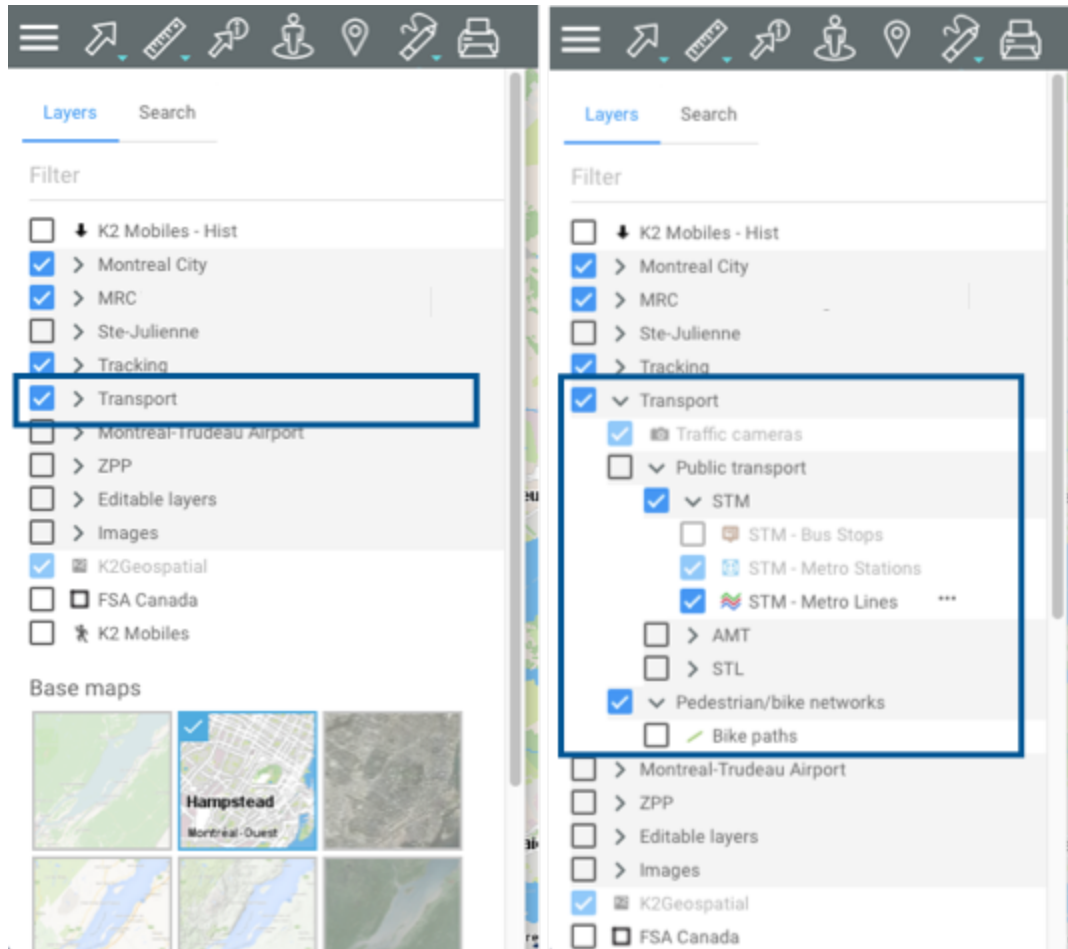 Layers Search
Filter
K2 Mobiles - Hist
Montreal City
MRC
Ste-Julienne
Tracking
Transport
Montreal-Trudeau Airport
ZPP
Editable layers
Images
K2Geospatial
FSA Canada
K2 Mobiles
Base maps
Hampstead
Montréal-Ouest
Layers Search
Filter
K2 Mobiles - Hist
Montreal City
MRC
Ste-Julienne
Tracking
Transport
Traffic cameras
Public transport
STM
STM - Bus Stops
STM - Metro Stations
STM - Metro Lines
AMT
STL
Pedestrian/bike networks
Bike paths
Montreal-Trudeau Airport
ZPP
Editable layers
Images
K2Geospatial
FSA Canada